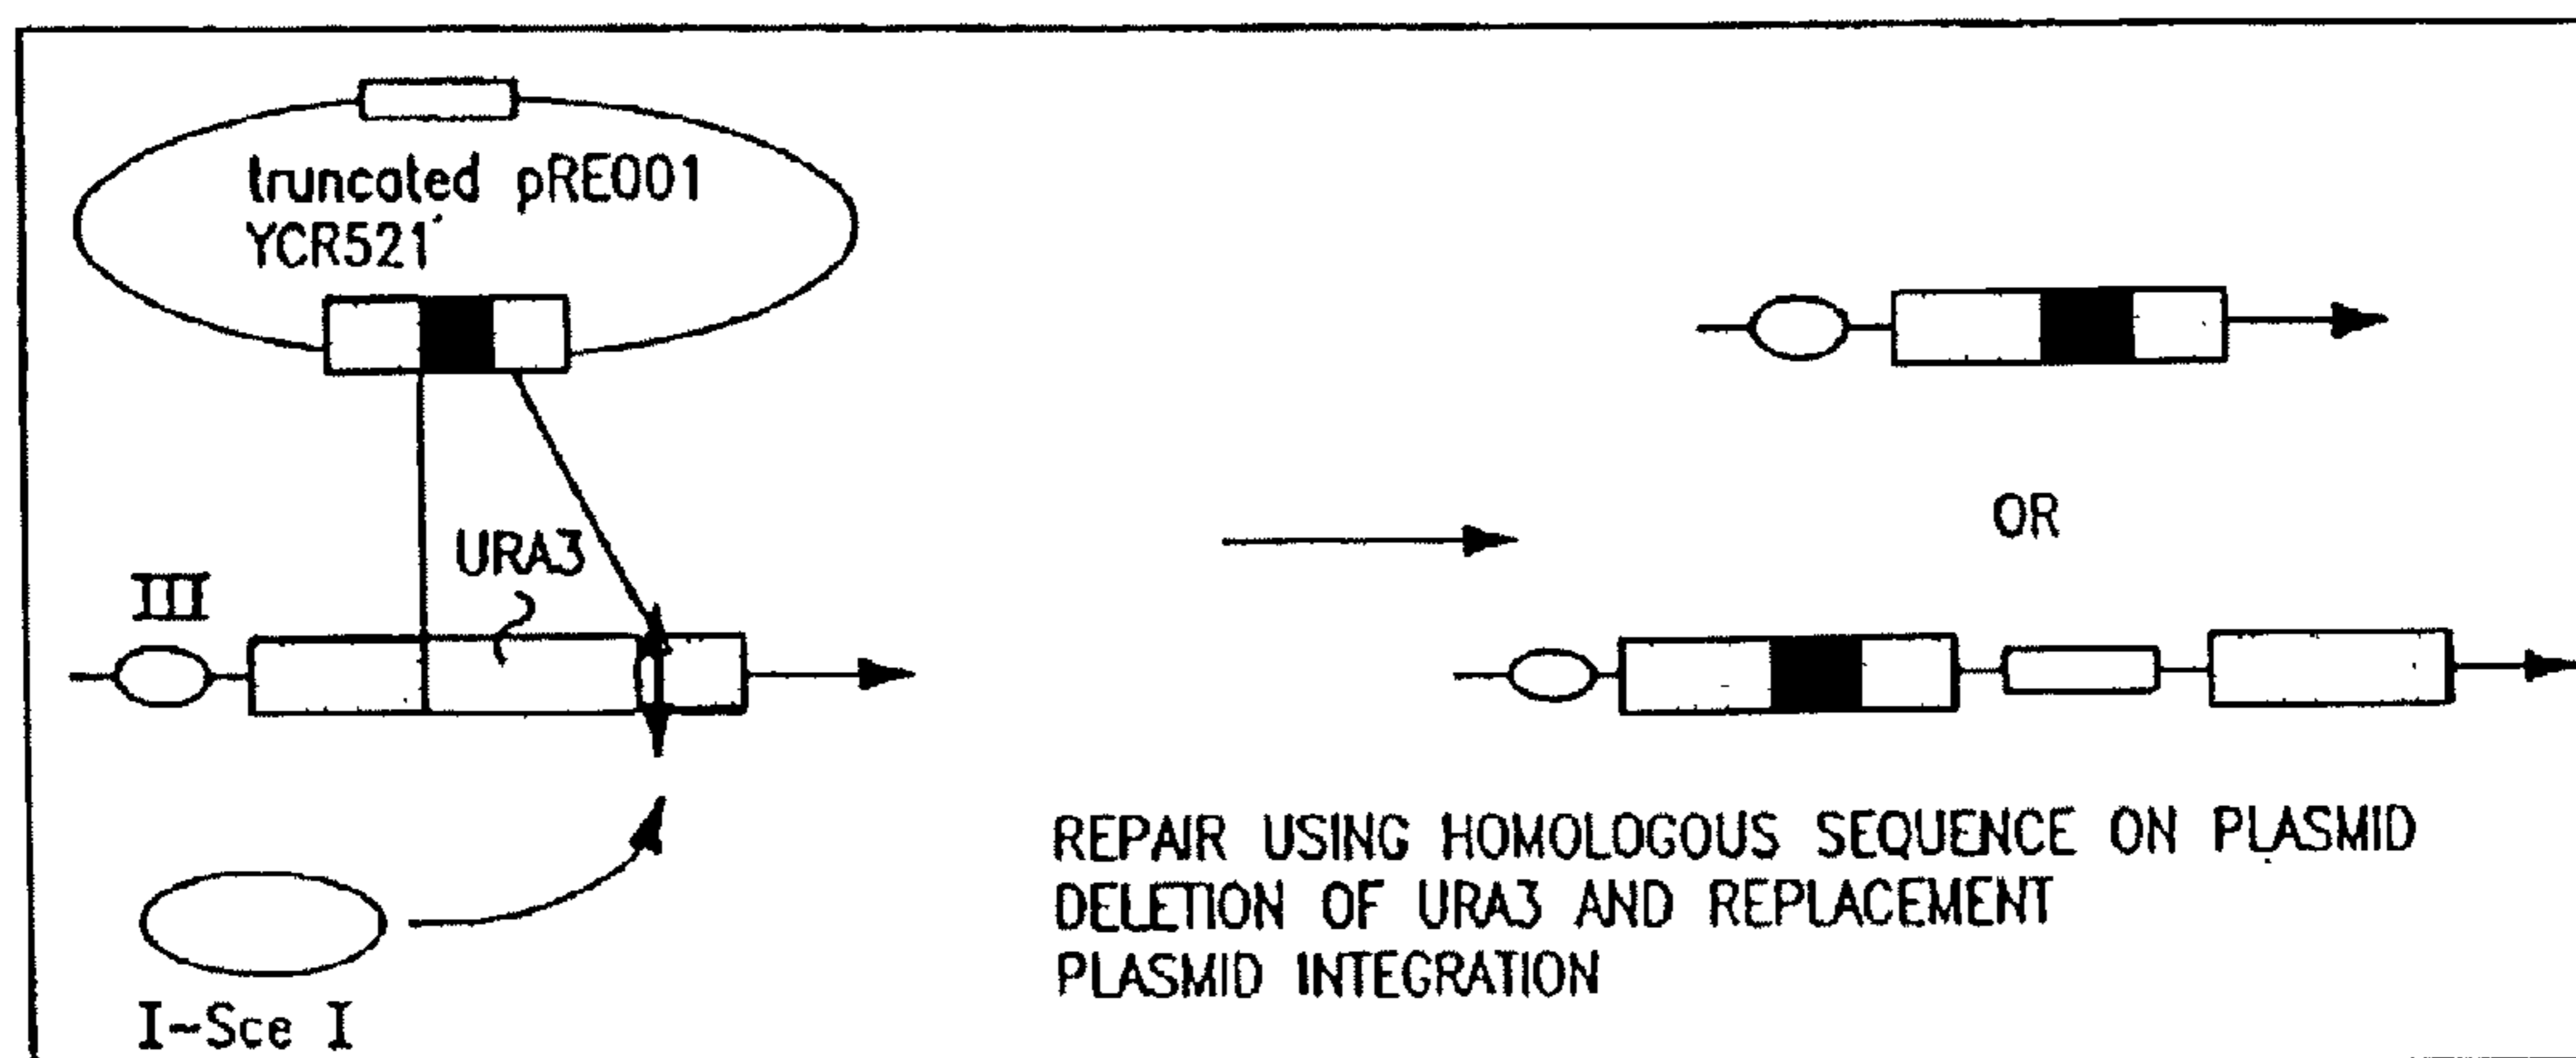 truncated pRE001
YCR521'
URA3
III
I-Sce I
OR
REPAIR USING HOMOLOGOUS SEQUENCE ON PLASMID
DELETION OF URA3 AND REPLACEMENT
PLASMID INTEGRATION